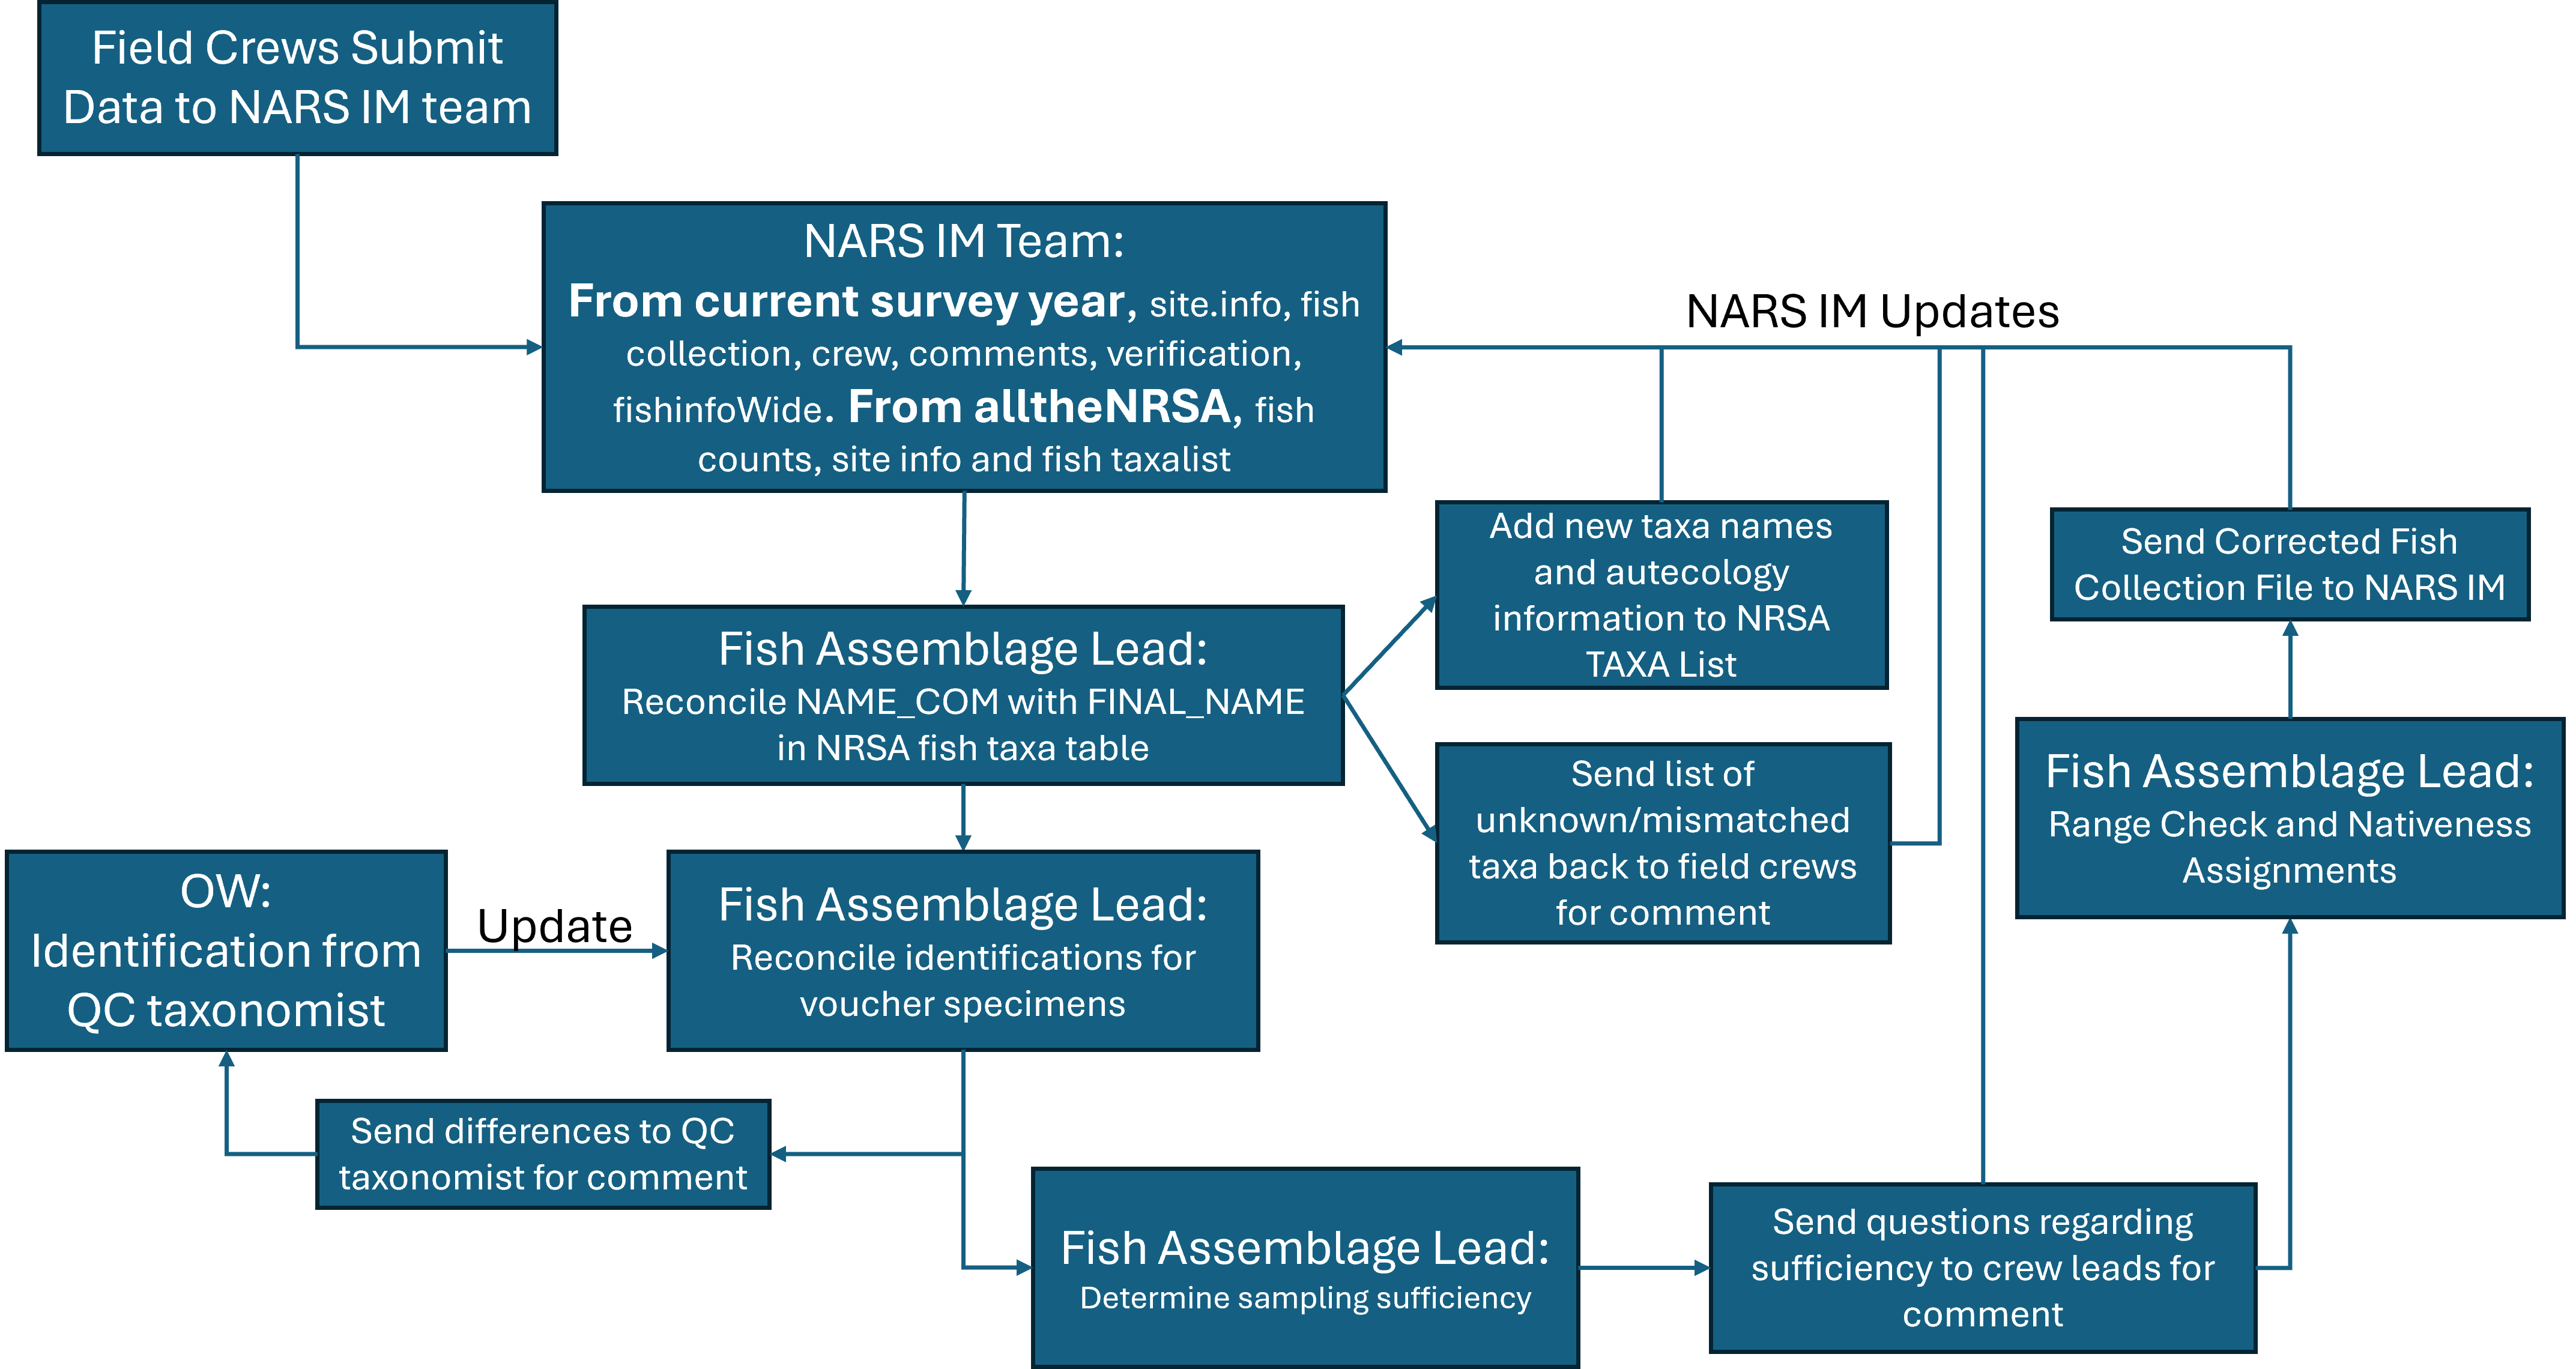 Field Crews Submit
Data to NARS IM team
NARS IM Team:
From current survey year, site.info, fish
collection, crew, comments, verification,
fishinfoWide. From alltheNRSA, fish
counts, site info and fish taxalist
NARS IM Updates
Fish Assemblage Lead:
Reconcile NAME_COM with FINAL_NAME
in NRSA fish taxa table
Add new taxa names
and autecology
information to NRSA
TAXA List
Send list of
unknown/mismatched
taxa back to field crews
for comment
Send Corrected Fish
Collection File to NARS IM
Fish Assemblage Lead:
Range Check and Nativeness
Assignments
OW:
Identification from
QC taxonomist
Update
Fish Assemblage Lead:
Reconcile identifications for
voucher specimens
Send differences to QC
taxonomist for comment
Fish Assemblage Lead:
Determine sampling sufficiency
Send questions regarding
sufficiency to crew leads for
comment